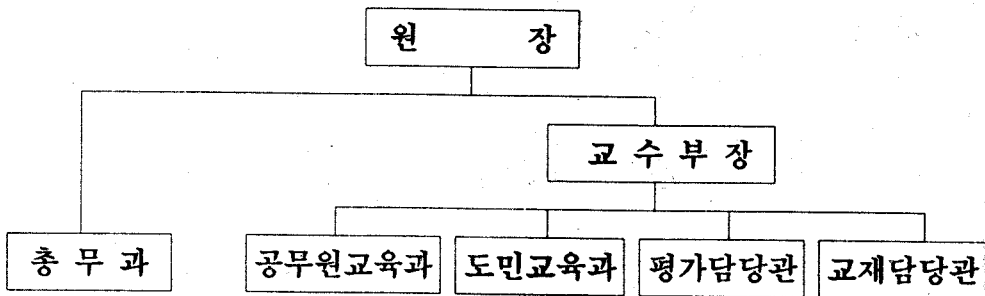 원 장
교 수 부 장
총 무 과
공무원교육과
도민교육과
평가담당관
교재담당관